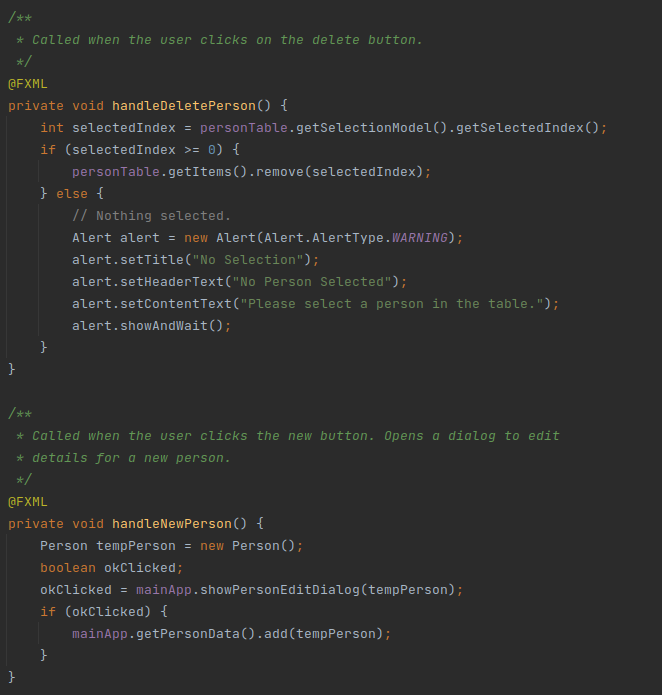 /**
 * Called when the user clicks on the delete button.
 */
@FXML
private void handleDeletePerson() {
    int selectedIndex = personTable.getSelectionModel().getSelectedIndex();
    if (selectedIndex >= 0) {
        personTable.getItems().remove(selectedIndex);
    } else {
        // Nothing selected.
        Alert alert = new Alert(Alert.AlertType.WARNING);
        alert.setTitle("No Selection");
        alert.setHeaderText("No Person Selected");
        alert.setContentText("Please select a person in the table.");
        alert.showAndWait();
    }
}

/**
 * Called when the user clicks the new button. Opens a dialog to edit
 * details for a new person.
 */
@FXML
private void handleNewPerson() {
    Person tempPerson = new Person();
    boolean okClicked;
    okClicked = mainApp.showPersonEditDialog(tempPerson);
    if (okClicked) {
        mainApp.getPersonData().add(tempPerson);
    }
}